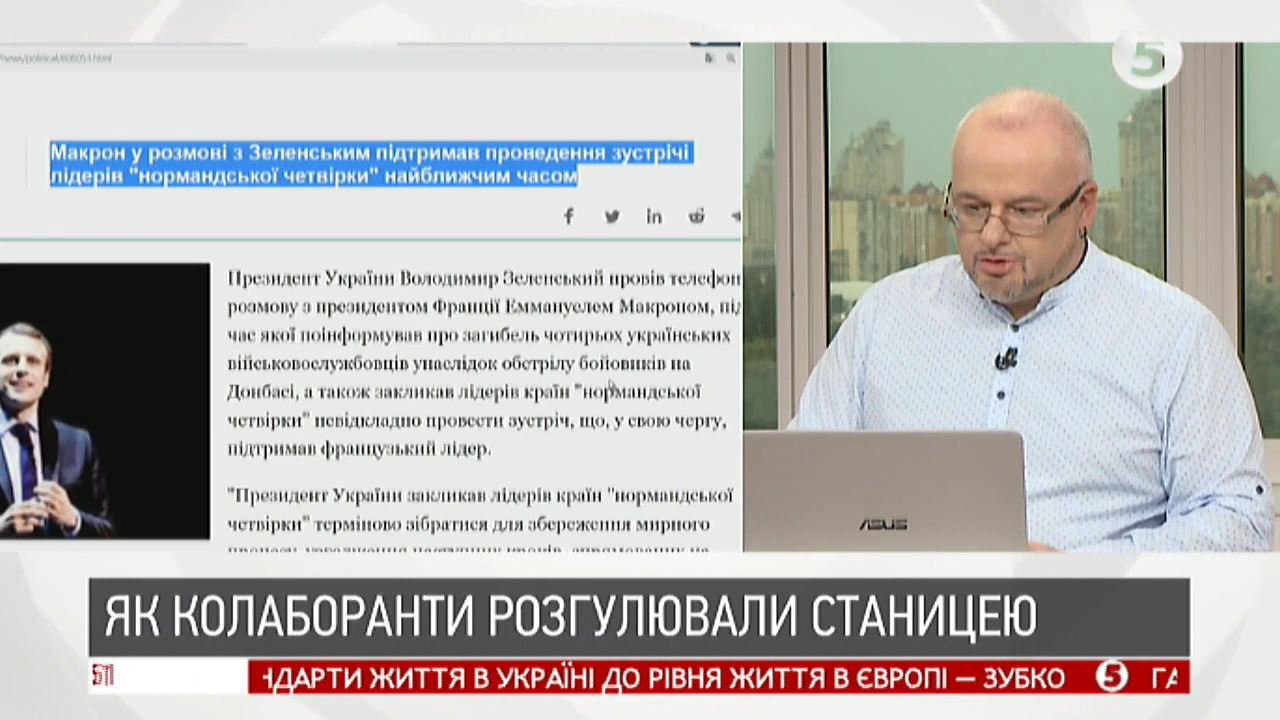 news/political/606053.html
5
Макрон у розмові з Зеленським підтримав проведення зустрічі
лідерів "нормандської четвірки" найближчим часом
Президент України Володимир Зеленський провів телефон
розмову з президентом Франції Еммануелем Макроном, під
час якої поінформував про загибель чотирьох українських
військовослужбовців унаслідок обстрілу бойовиків на
Донбасі, а також закликав лідерів країн "нормандської
четвірки" невідкладно провести зустріч, що, у свою чергу,
підтримав французький лідер.
"Президент України закликав лідерів країн "нормандської
четвірки" терміново зібратися для збереження мирного
ASUS
ЯК КОЛАБОРАНТИ РОЗГУЛЮВАЛИ СТАНИЦЕЮ
НДАРТИ ЖИТТЯ В УКРАЇНІ ДО РІВНЯ ЖИТТЯ В ЄВРОПІ — ЗУБКО 5 ГА